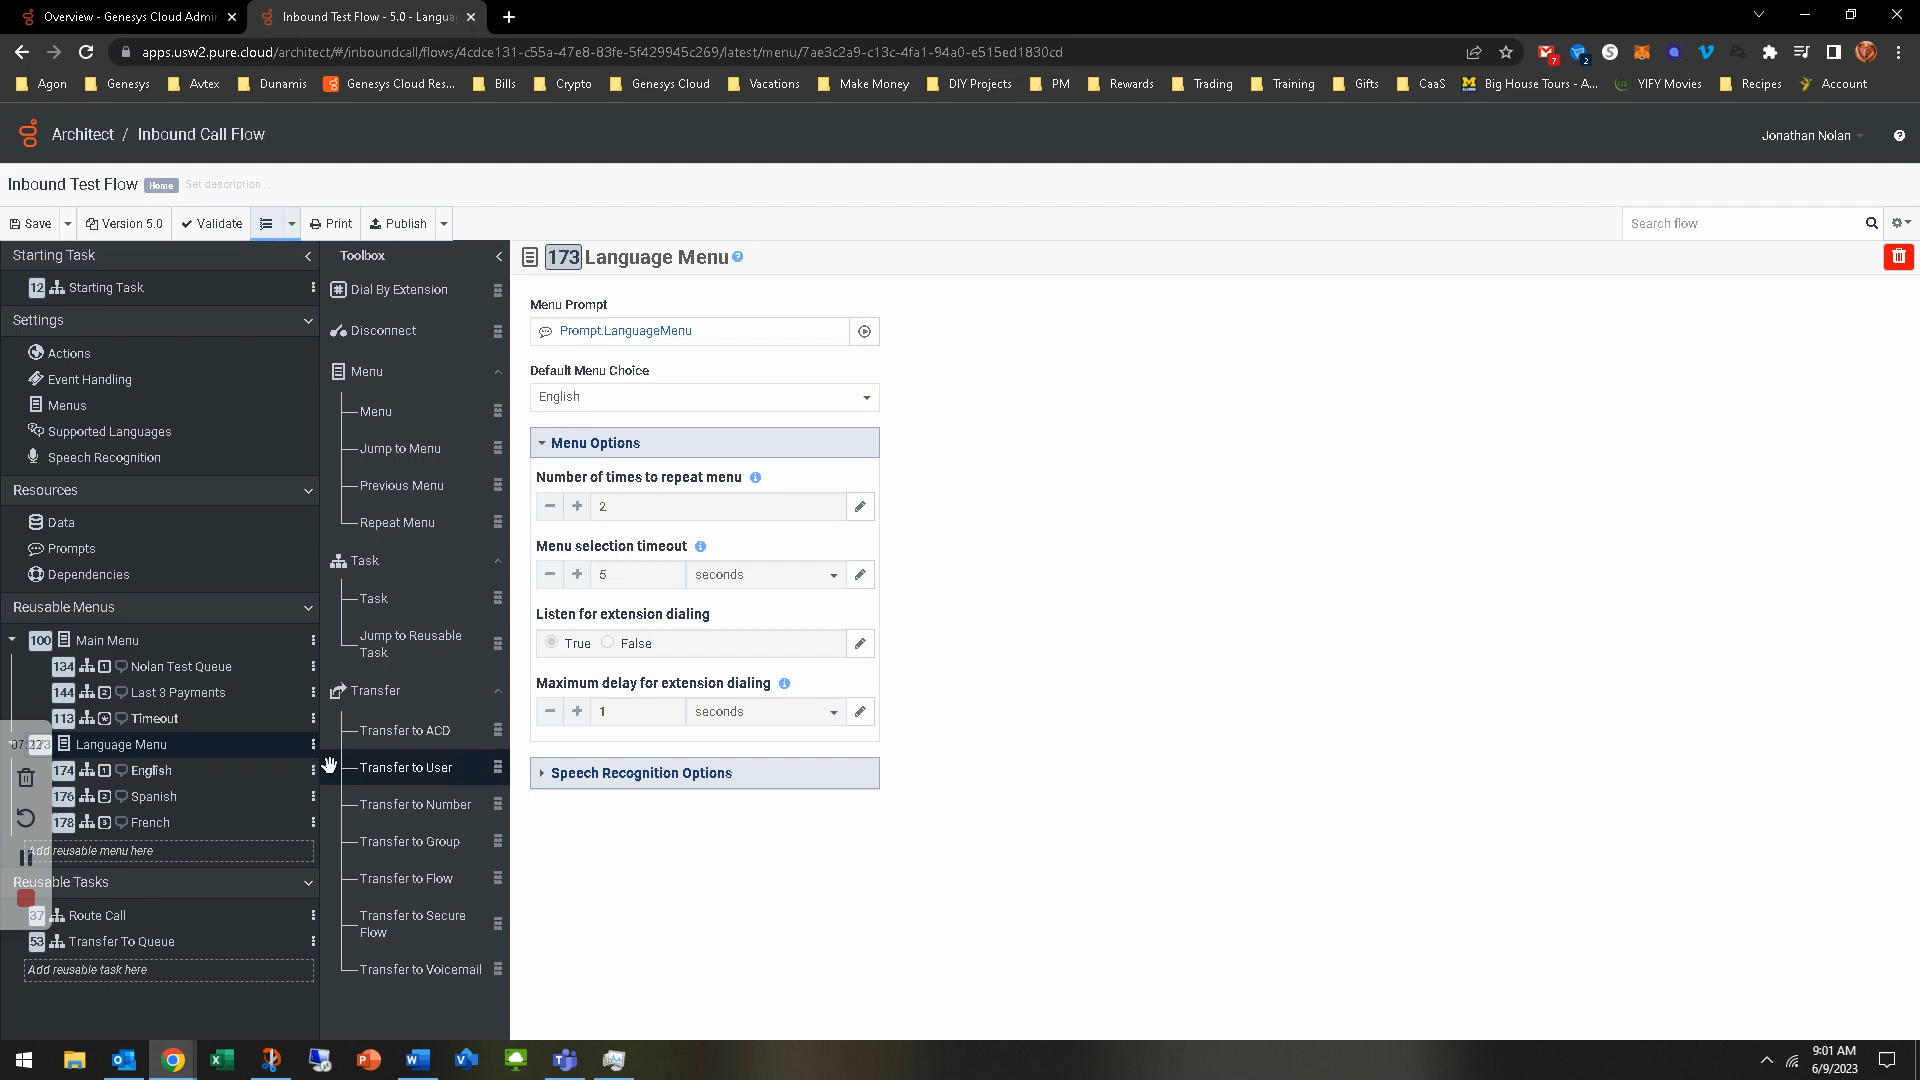 Overview - Genesys Cloud Admin
Inbound Test Flow - 5.0 - Langua
apps.usw2.pure.cloud/architect/#/inboundcall/flows/4cdce131-c55a-47e8-83fe-5f429945c269/latest/menu/7ae3c2a9-c13c-4fa1-94a0-e515ed1830cd
7
2
Agon
Genesys
Avtex
Dunamis
Genesys Cloud Res...
Bills
Crypto
Genesys Cloud
Vacations
Make Money
DIY Projects
PM
Rewards
Trading
Training
Gifts
CaaS
Big House Tours - A...
YIFY Movies
Recipes
Account
Architect / Inbound Call Flow
Jonathan Nolan
Inbound Test Flow Home Set description...
Save
Version 5.0
Validate
Print
Publish
Search flow
Starting Task
12 Starting Task
Settings
Actions
Event Handling
Menus
Supported Languages
Speech Recognition
Resources
Data
Prompts
Dependencies
Reusable Menus
100 Main Menu
134 1 Nolan Test Queue
144 2 Last 3 Payments
113 * Timeout
Language Menu
174 1 English
176 2 Spanish
178 3 French
Add reusable menu here
Reusable Tasks
37 Route Call
53 Transfer To Queue
Add reusable task here
Toolbox
Dial By Extension
Disconnect
Menu
Menu
Jump to Menu
Previous Menu
Repeat Menu
Task
Task
Jump to Reusable
Task
Transfer
Transfer to ACD
Transfer to User
Transfer to Number
Transfer to Group
Transfer to Flow
Transfer to Secure
Flow
Transfer to Voicemail
173 Language Menu
Menu Prompt
Prompt.LanguageMenu
Default Menu Choice
English
Menu Options
Number of times to repeat menu
2
Menu selection timeout
5 seconds
Listen for extension dialing
True False
Maximum delay for extension dialing
1 seconds
Speech Recognition Options
9:01 AM
6/9/2023